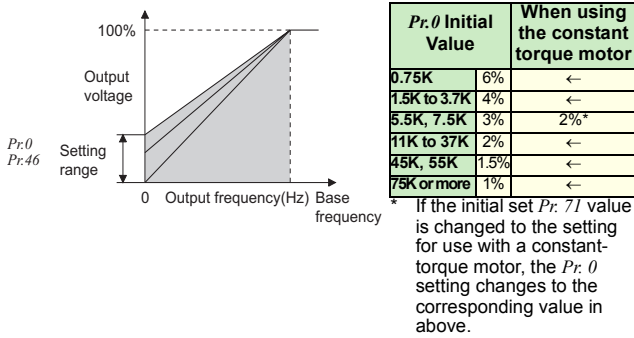 100%
Output
voltage
Pr.0
Pr.46
Setting
range
0 Output frequency(Hz) Base
frequency
Pr.0 Initial
Value
When using
the constant
torque motor
0.75K 6% ←
1.5K to 3.7K 4% ←
5.5K, 7.5K 3% 2%*
11K to 37K 2% ←
45K, 55K 1.5% ←
75K or more 1% ←
* If the initial set Pr. 71 value
is changed to the setting
for use with a constant-
torque motor, the Pr. 0
setting changes to the
corresponding value in
above.